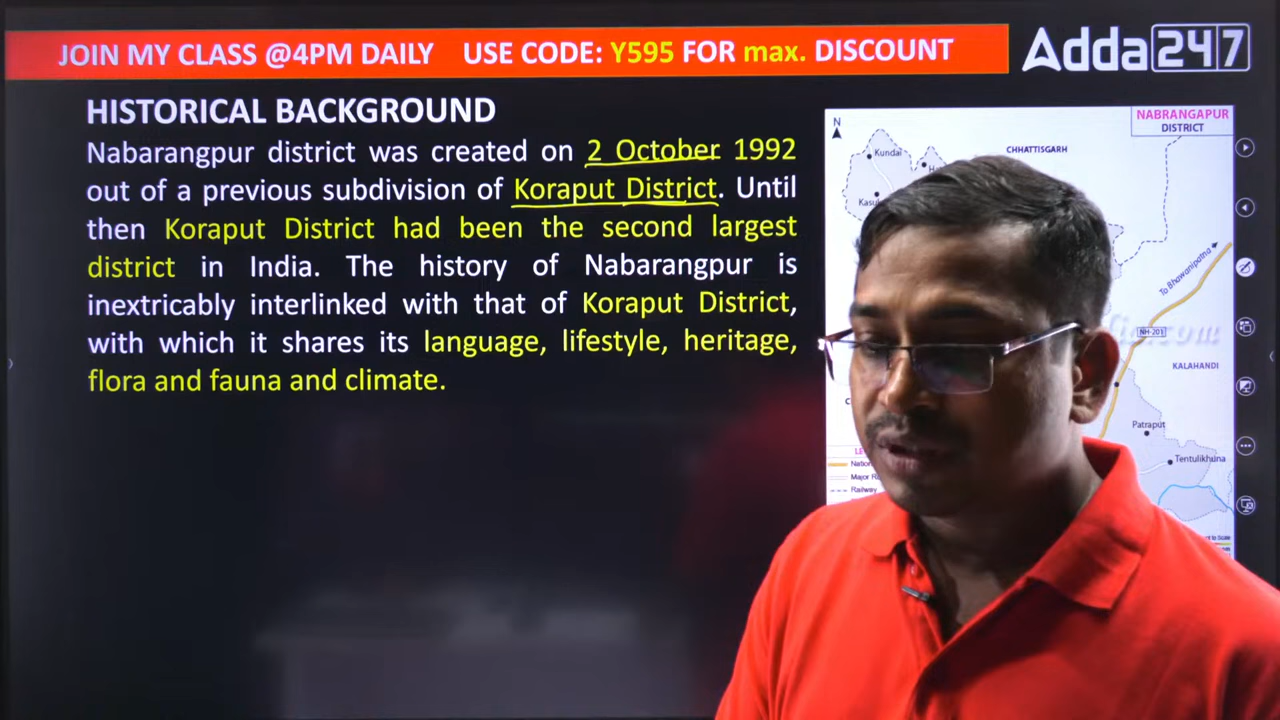 JOIN MY CLASS @4PM DAILY USE CODE: Y595 FOR max. DISCOUNT
Adda247
HISTORICAL BACKGROUND
Nabarangpur district was created on 2 October 1992
out of a previous subdivision of Koraput District. Until
then Koraput District had been the second largest
district in India. The history of Nabarangpur is
inextricably interlinked with that of Koraput District,
with which it shares its language, lifestyle, heritage,
flora and fauna and climate.
NABRANGAPUR
DISTRICT
N
CHHATTISGARH
Kundai
To Bhawanipatna
NH-201
KALAHANDI
Patraput
Tentulikhuna
Railway